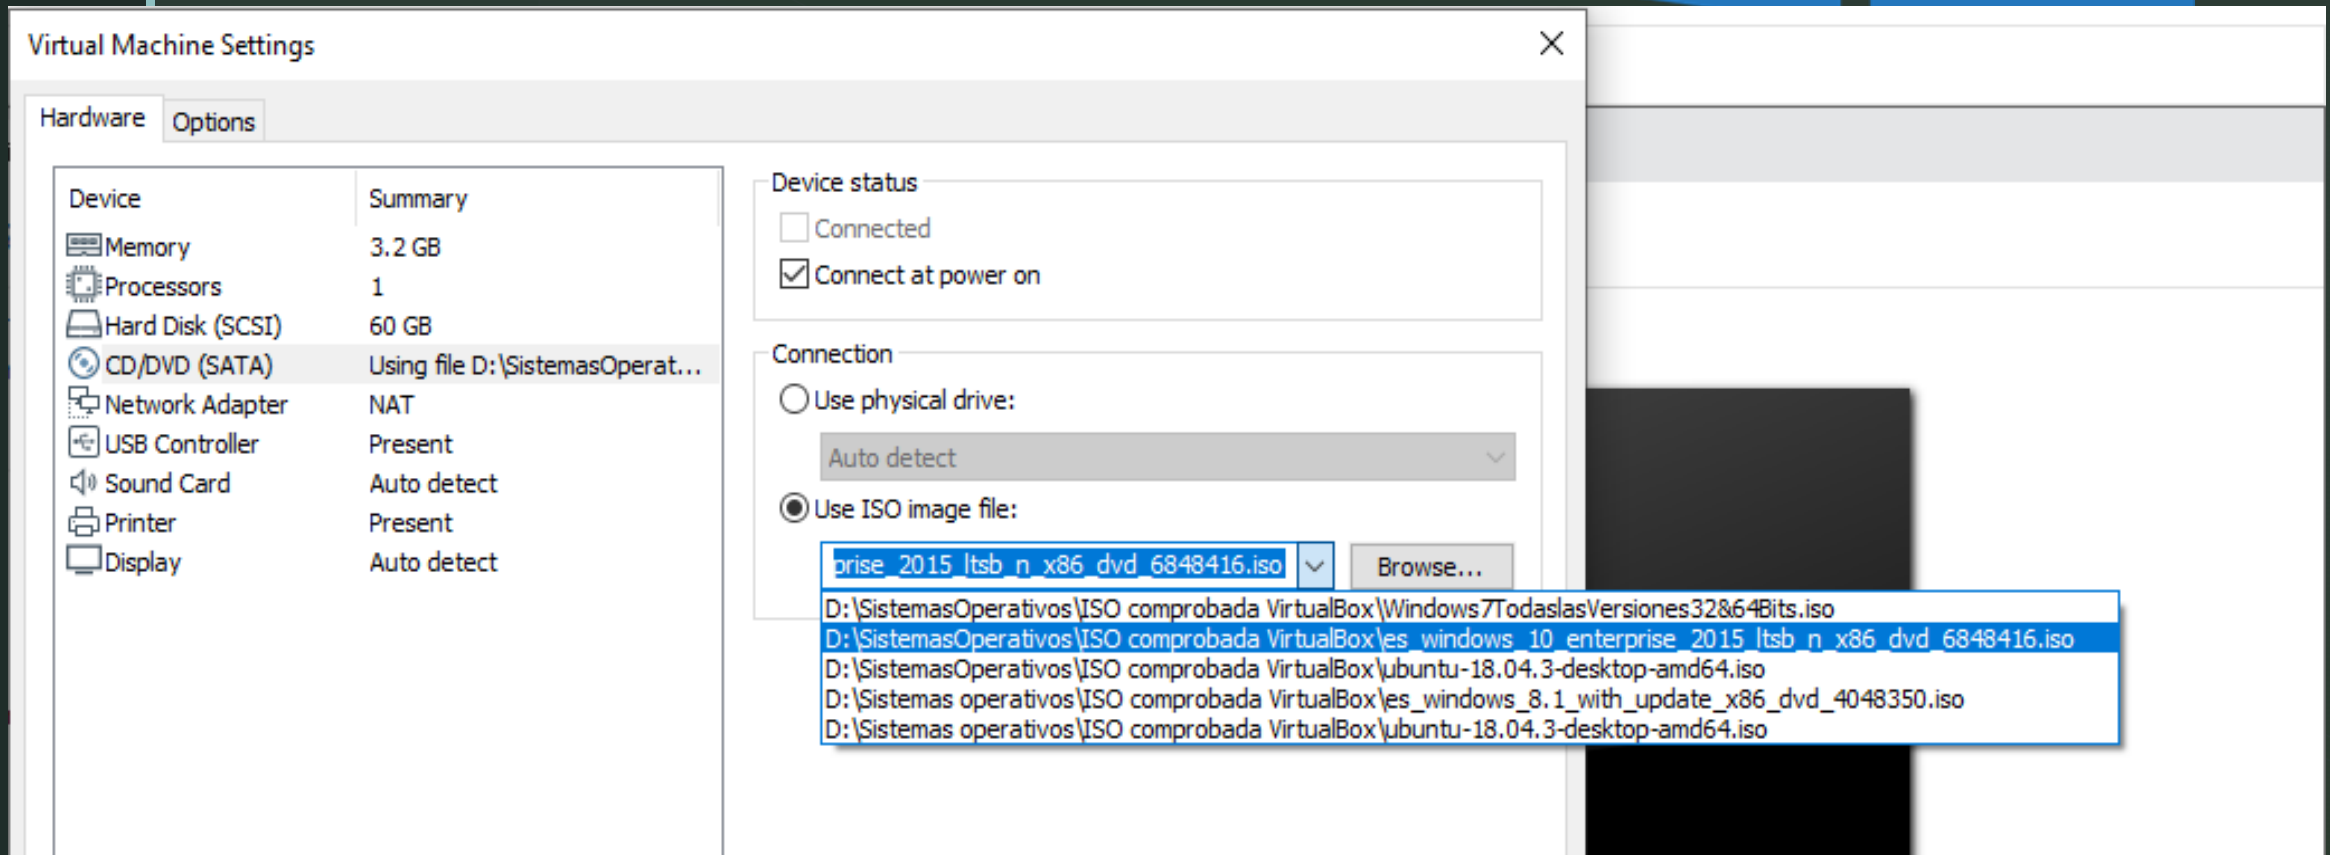 Virtual Machine Settings
Hardware
Options
Device Summary
Memory 3.2 GB
Processors 1
Hard Disk (SCSI) 60 GB
CD/DVD (SATA) Using file D:\SistemasOperat...
Network Adapter NAT
USB Controller Present
Sound Card Auto detect
Printer Present
Display Auto detect
Device status
Connected
Connect at power on
Connection
Use physical drive:
Auto detect
Use ISO image file:
prise_2015_ltsb_n_x86_dvd_6848416.iso
Browse...
D:\SistemasOperativos\ISO comprobada VirtualBox\Windows7TodaslasVersiones32&64Bits.iso
D:\SistemasOperativos\ISO comprobada VirtualBox\es_windows_10_enterprise_2015_ltsb_n_x86_dvd_6848416.iso
D:\SistemasOperativos\ISO comprobada VirtualBox\ubuntu-18.04.3-desktop-amd64.iso
D:\Sistemas operativos\ISO comprobada VirtualBox\es_windows_8.1_with_update_x86_dvd_4048350.iso
D:\Sistemas operativos\ISO comprobada VirtualBox\ubuntu-18.04.3-desktop-amd64.iso